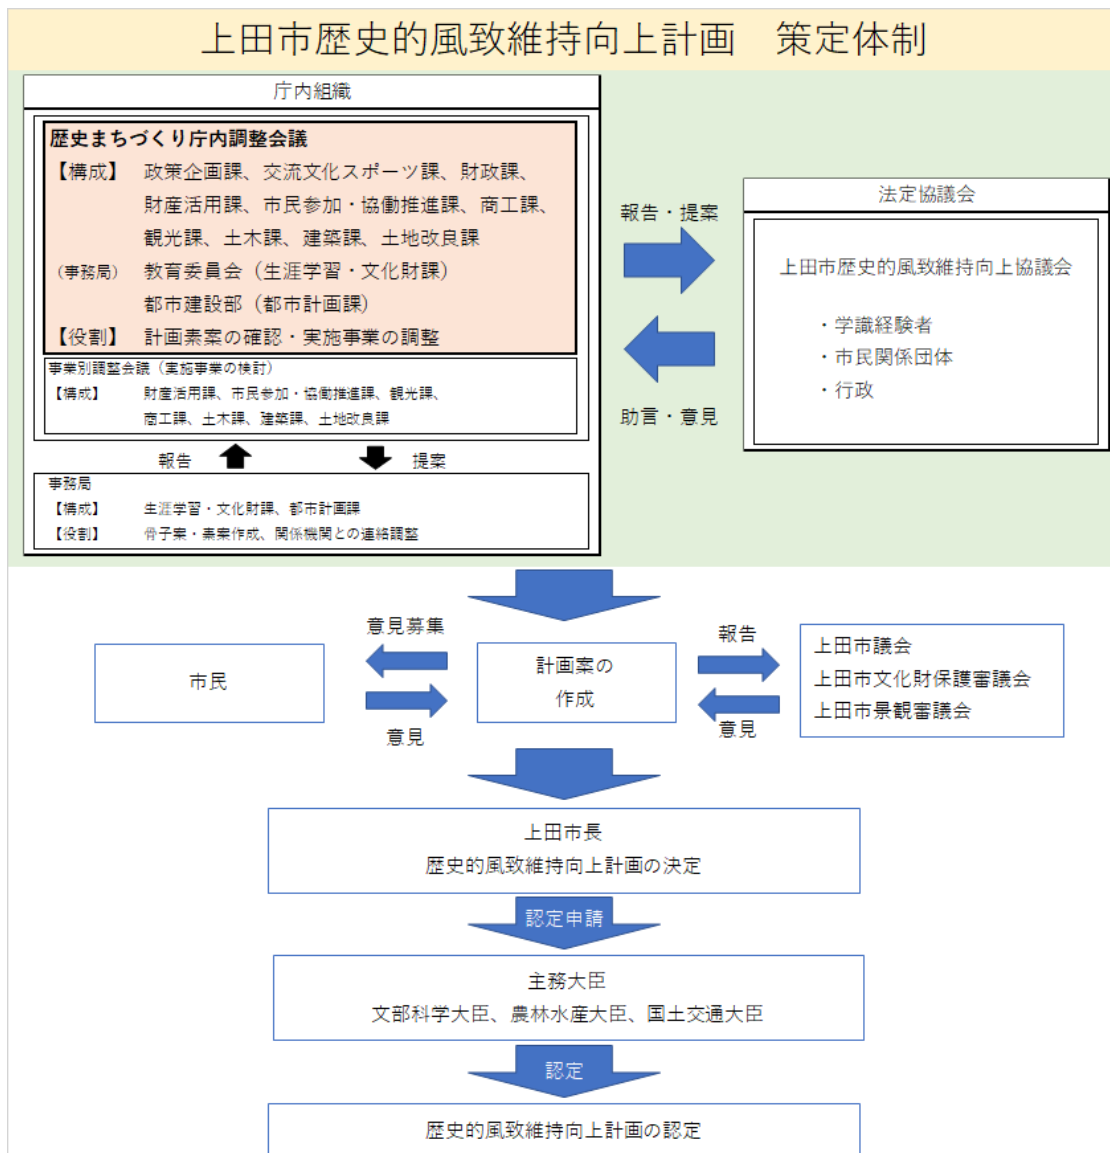 上田市歴史的風致維持向上計画　策定体制
庁内組織
歴史まちづくり庁内調整会議
【構成】　政策企画課、交流文化スポーツ課、財政課、
財産活用課、市民参加・協働推進課、商工課、
観光課、土木課、建築課、土地改良課
（事務局）　教育委員会（生涯学習・文化財課）
都市建設部（都市計画課）
【役割】　計画素案の確認・実施事業の調整
事業別調整会議（実施事業の検討）
【構成】　財産活用課、市民参加・協働推進課、観光課、
商工課、土木課、建築課、土地改良課
報告　提案
事務局
【構成】　生涯学習・文化財課、都市計画課
【役割】　骨子案・素案作成、関係機関との連絡調整
報告・提案
助言・意見
法定協議会
上田市歴史的風致維持向上協議会
・学識経験者
・市民関係団体
・行政
市民
意見募集
意見
計画案の
作成
報告
意見
上田市議会
上田市文化財保護審議会
上田市景観審議会
上田市長
歴史的風致維持向上計画の決定
認定申請
主務大臣
文部科学大臣、農林水産大臣、国土交通大臣
認定
歴史的風致維持向上計画の認定